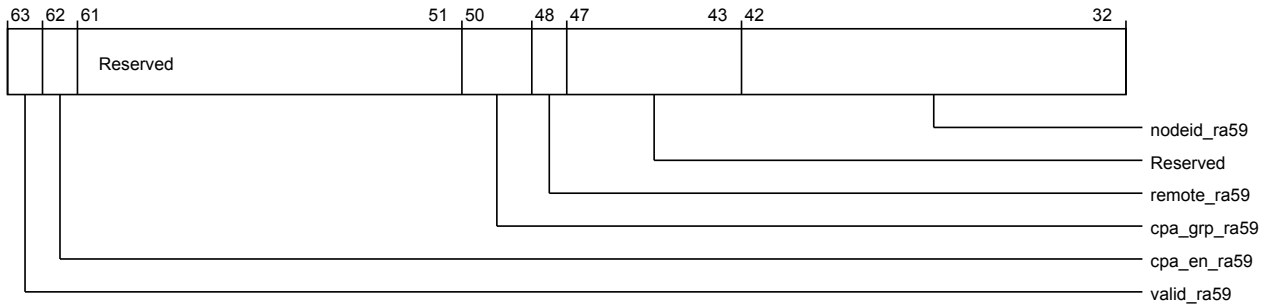 63 62 61 51 50 48 47 43 42 32
Reserved
nodeid_ra59
Reserved
remote_ra59
cpa_grp_ra59
cpa_en_ra59
valid_ra59